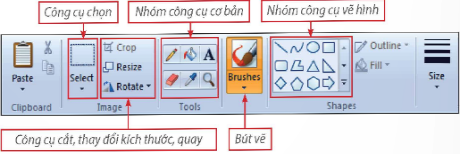 Công cụ chọn
Nhóm công cụ cơ bản
Nhóm công cụ vẽ hình
Paste
Select
Crop
Resize
Rotate
A
Brushes
Outline
Fill
Size
Clipboard
Image
Tools
Shapes
Công cụ cắt, thay đổi kích thước, quay
Bút vẽ